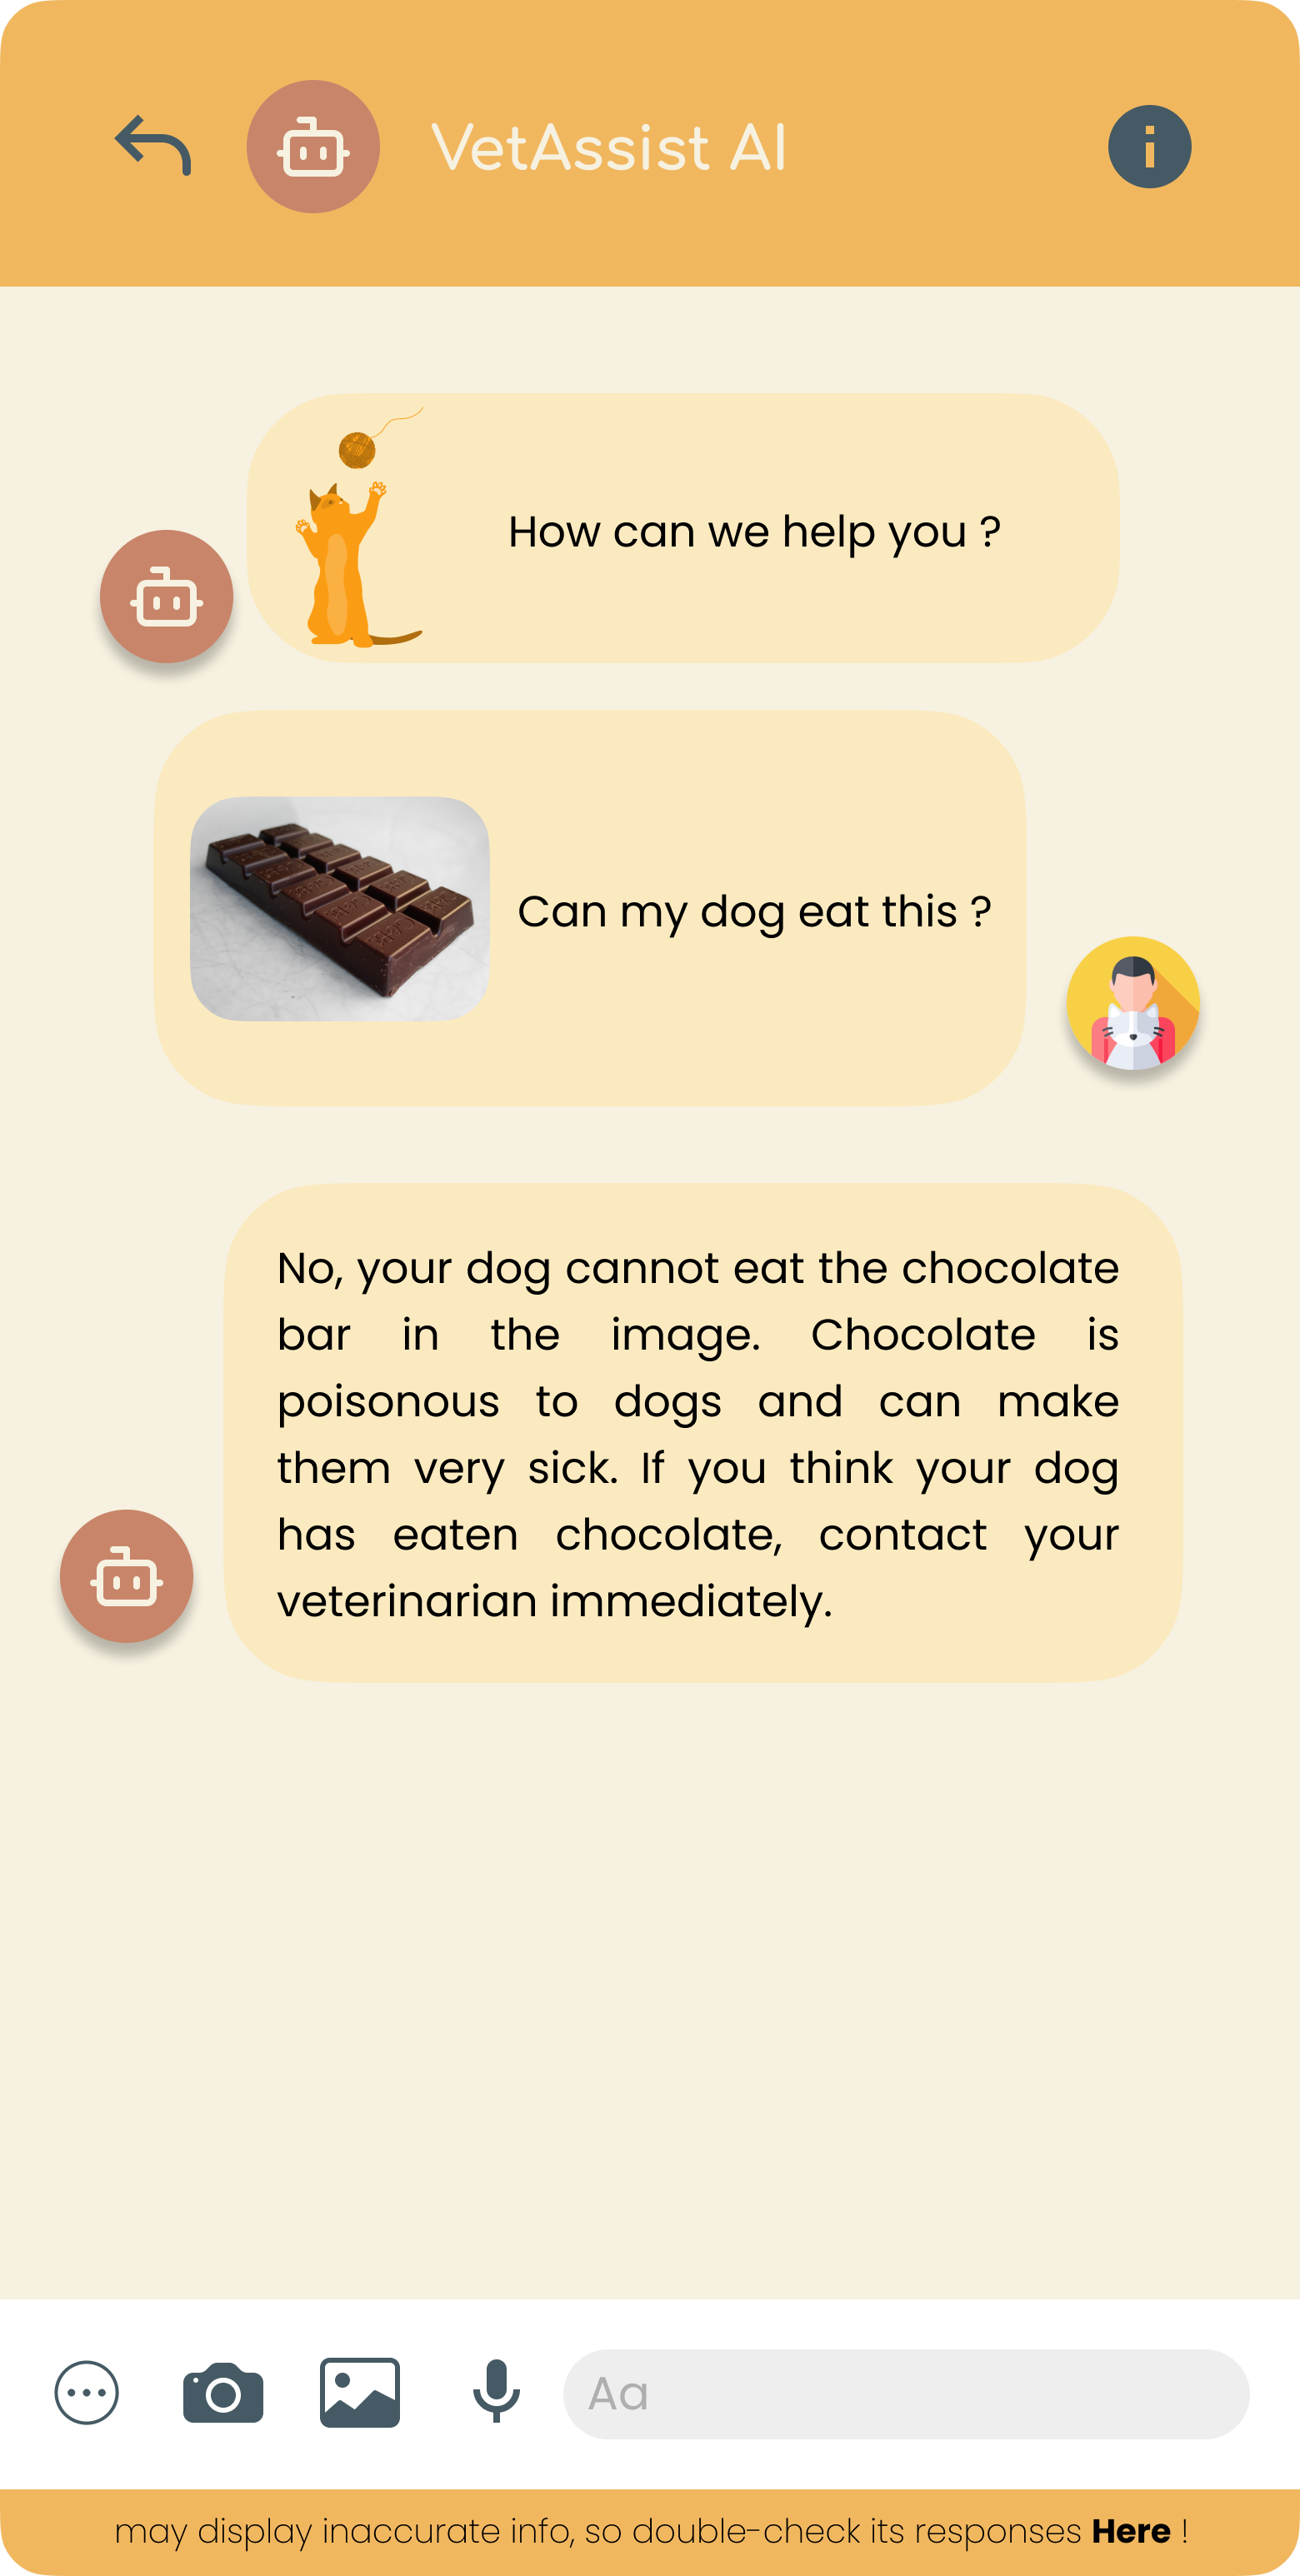 VetAssist AI
How can we help you ?
Can my dog eat this ?
No, your dog cannot eat the chocolate
bar in the image. Chocolate is
poisonous to dogs and can make
them very sick. If you think your dog
has eaten chocolate, contact your
veterinarian immediately.
Aa
may display inaccurate info, so double-check its responses Here !